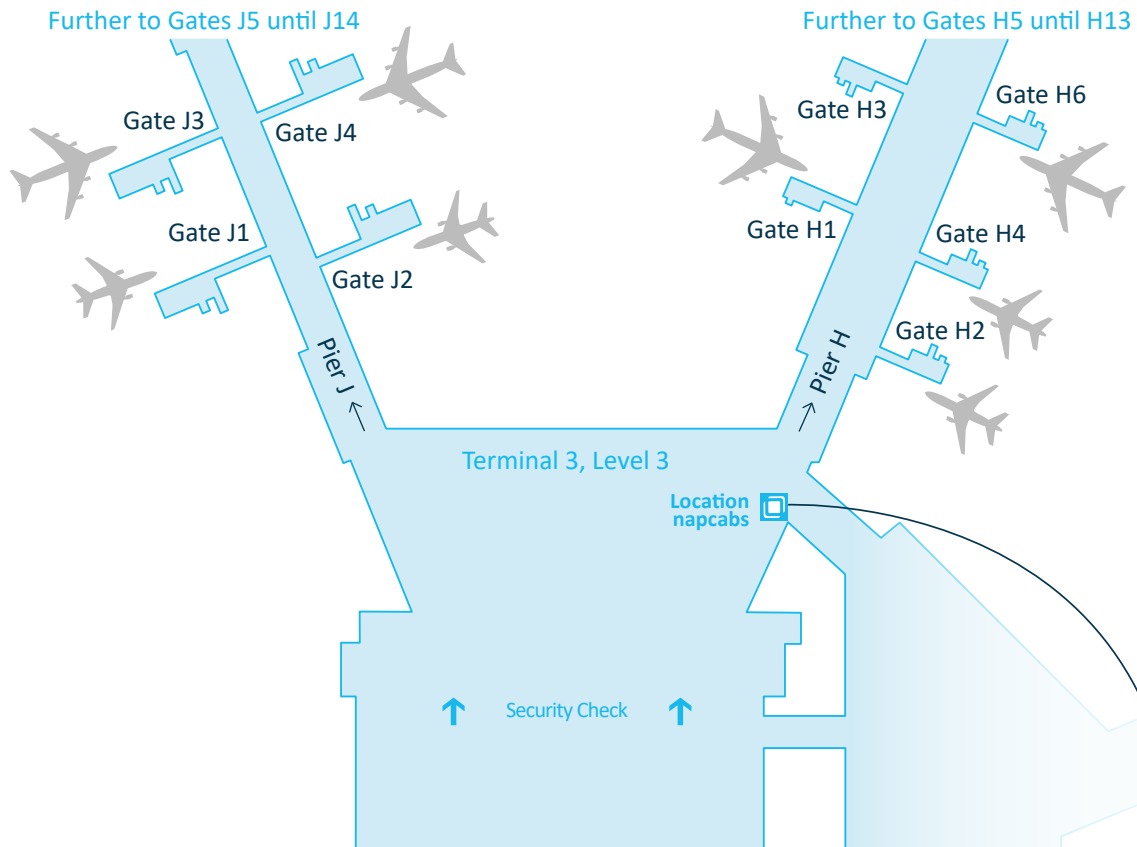 Further to Gates J5 until J14
Further to Gates H5 until H13
Gate J3
Gate J4
Gate H3
Gate H6
Gate J1
Gate J2
Gate H1
Gate H4
Gate H2
Pier J
Pier H
Terminal 3, Level 3
Location
napcabs
Security Check